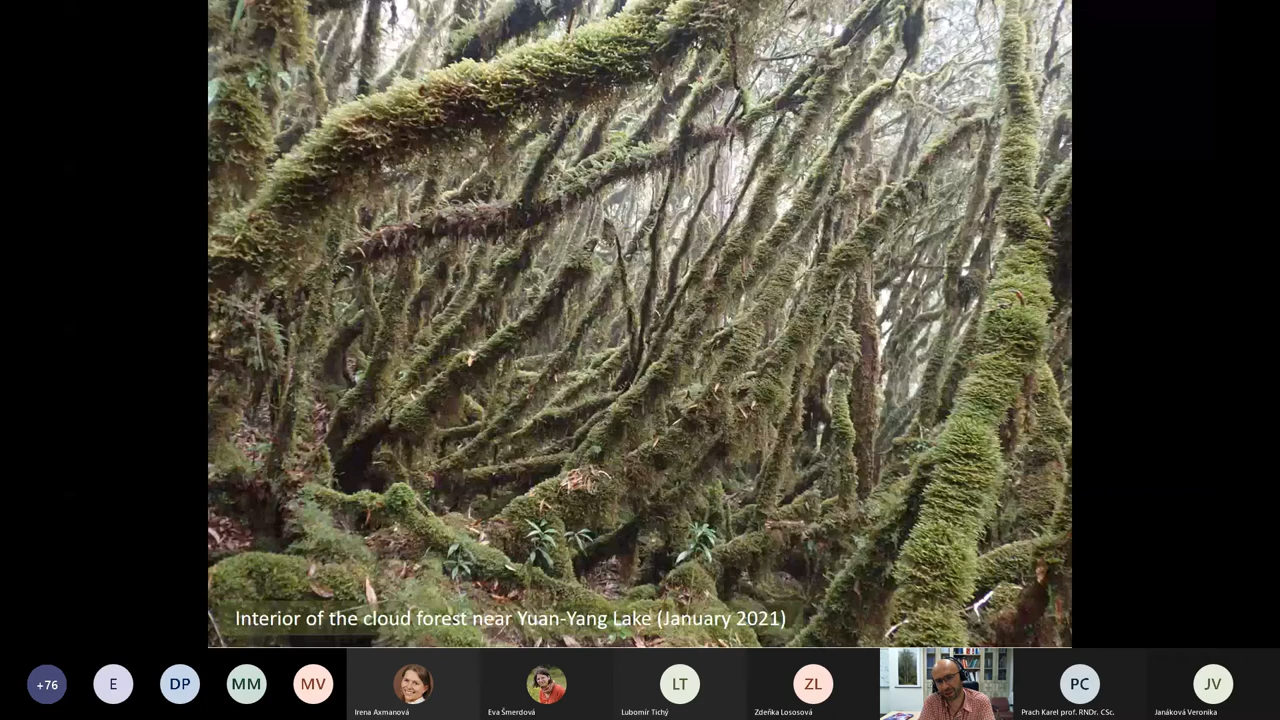 Interior of the cloud forest near Yuan-Yang Lake (January 2021)
+76
E
DP
MM
MV
LT
ZL
PC
JV
Irena Axmanová
Eva Šmerdová
Lubomír Tichý
Zdeňka Lososová
Prach Karel prof. RNDr. CSc.
Janáková Veronika